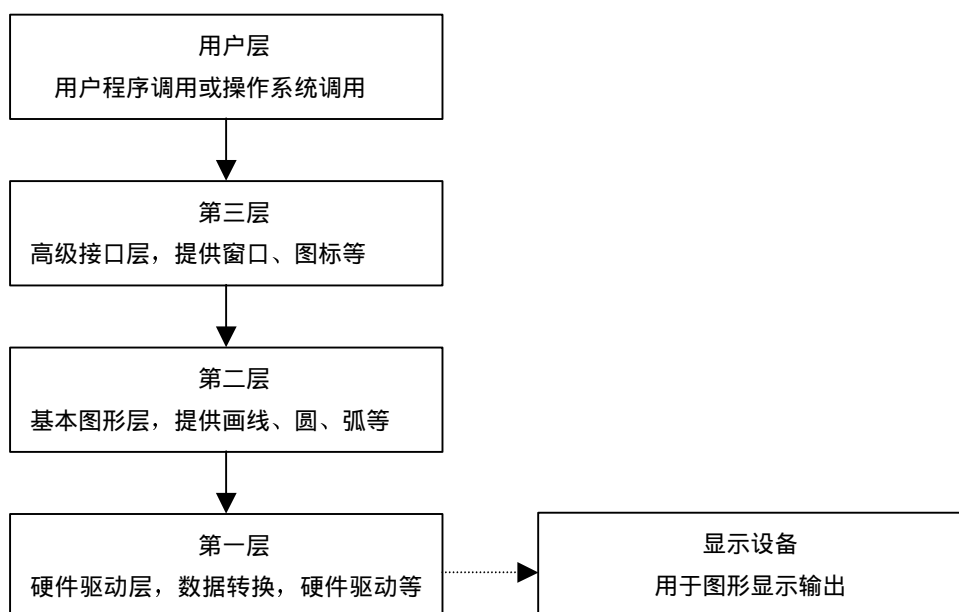 用户层
用户程序调用或操作系统调用
第三层
高级接口层，提供窗口、图标等
第二层
基本图形层，提供画线、圆、弧等
第一层
硬件驱动层，数据转换，硬件驱动等
显示设备
用于图形显示输出